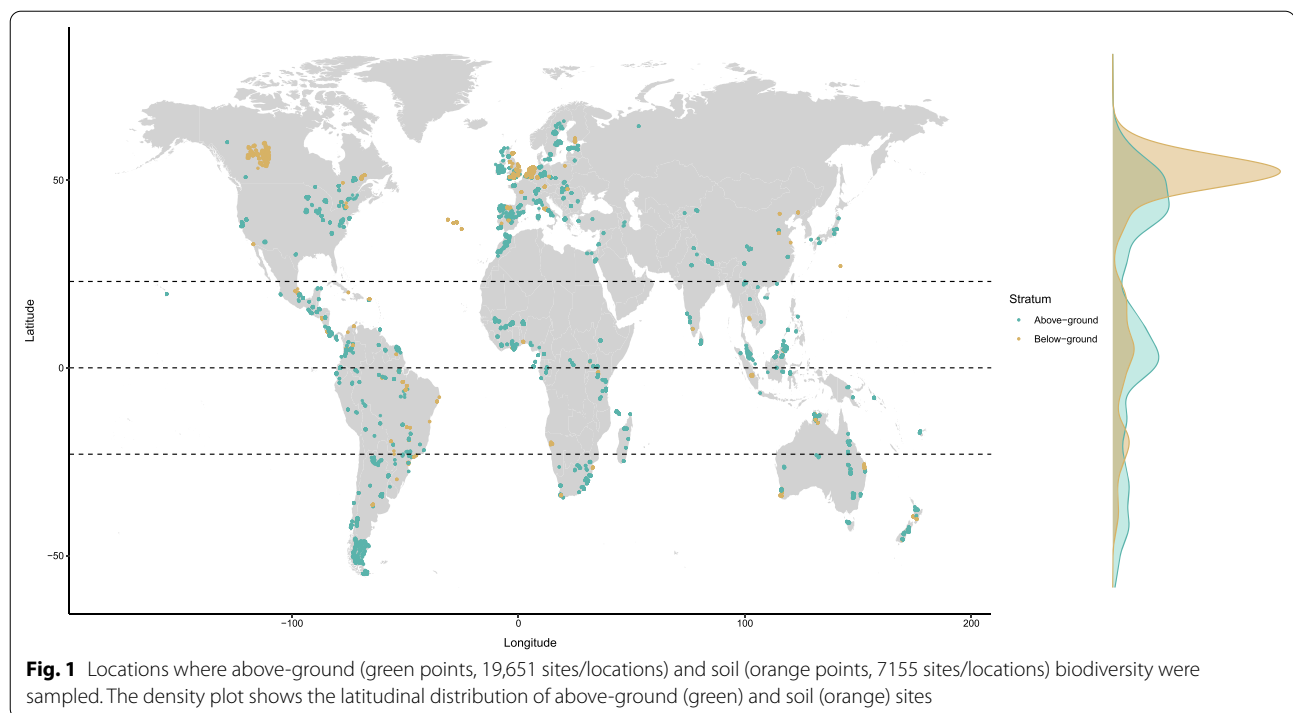 Latitude
50
0
−50
−100
0
100
200
Longitude
Stratum
Above−ground
Below−ground
Fig. 1 Locations where above-ground (green points, 19,651 sites/locations) and soil (orange points, 7155 sites/locations) biodiversity were
sampled. The density plot shows the latitudinal distribution of above-ground (green) and soil (orange) sites